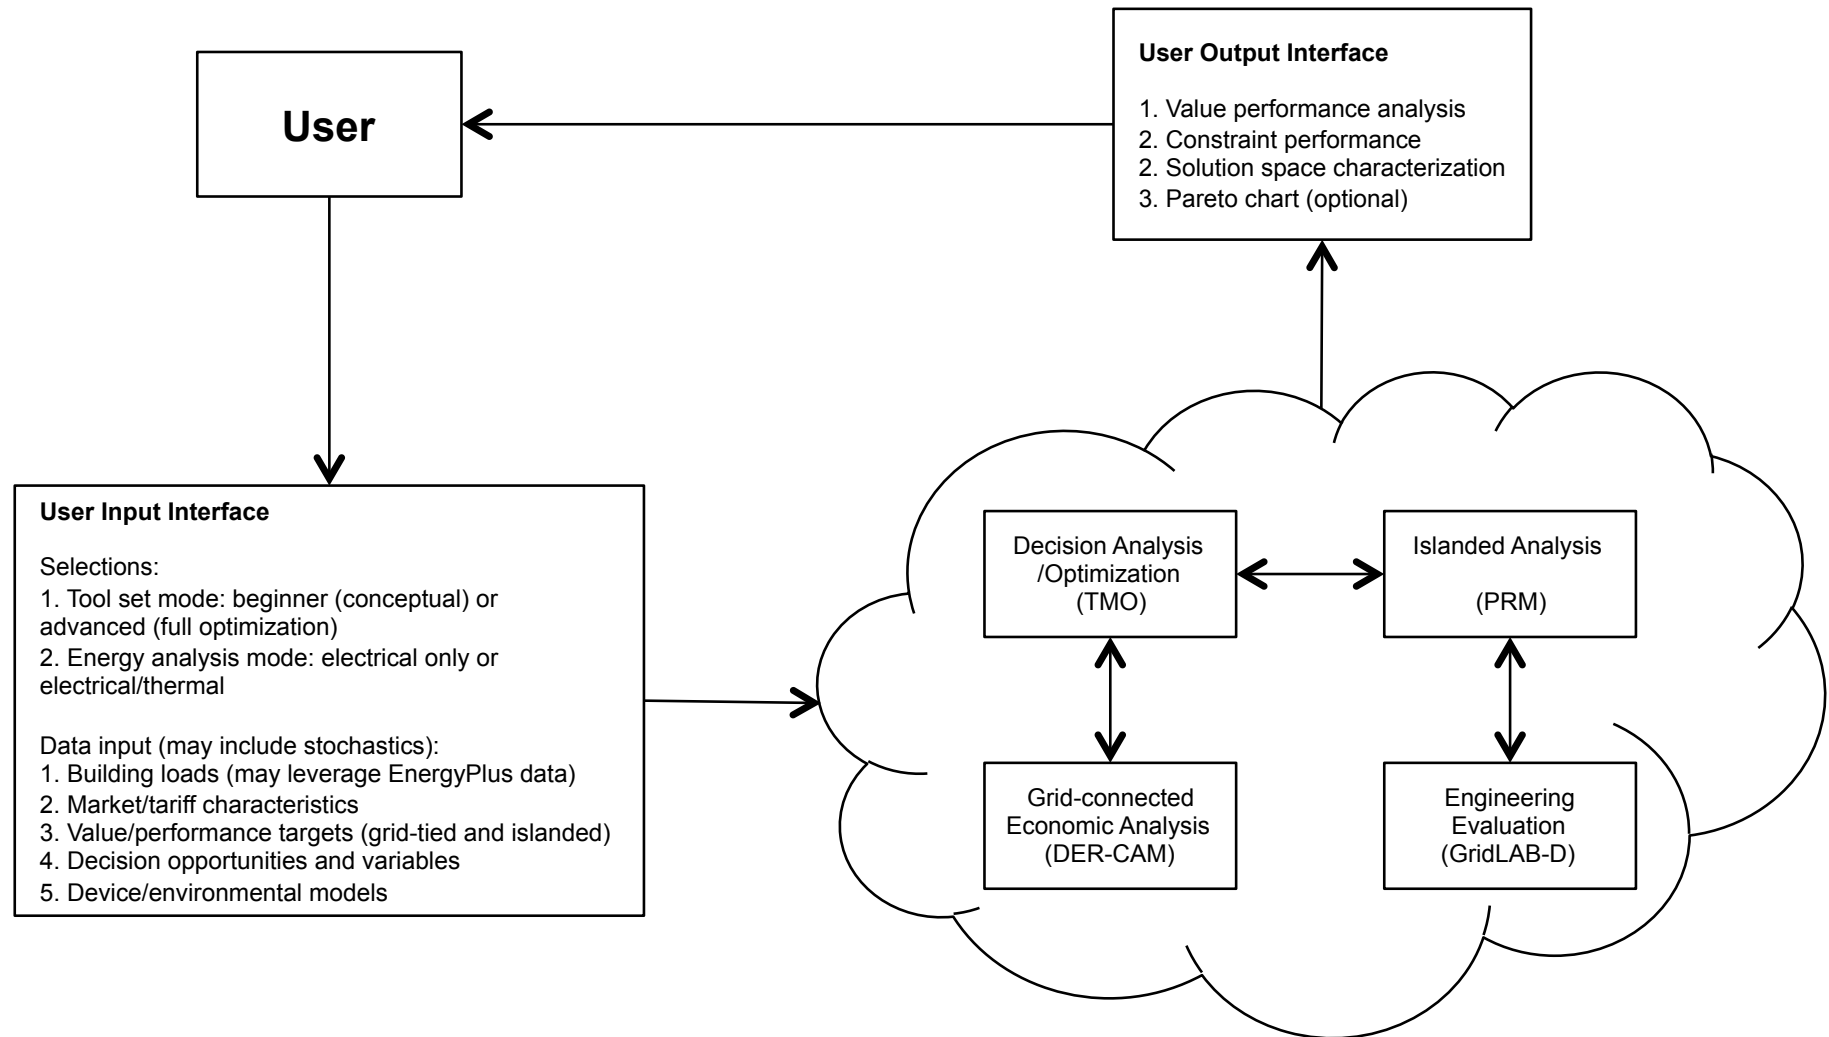 User
User Output Interface
1. Value performance analysis
2. Constraint performance
2. Solution space characterization
3. Pareto chart (optional)
User Input Interface
Selections:
1. Tool set mode: beginner (conceptual) or
advanced (full optimization)
2. Energy analysis mode: electrical only or
electrical/thermal
Data input (may include stochastics):
1. Building loads (may leverage EnergyPlus data)
2. Market/tariff characteristics
3. Value/performance targets (grid-tied and islanded)
4. Decision opportunities and variables
5. Device/environmental models
Decision Analysis
/Optimization
(TMO)
Islanded Analysis
(PRM)
Grid-connected
Economic Analysis
(DER-CAM)
Engineering
Evaluation
(GridLAB-D)